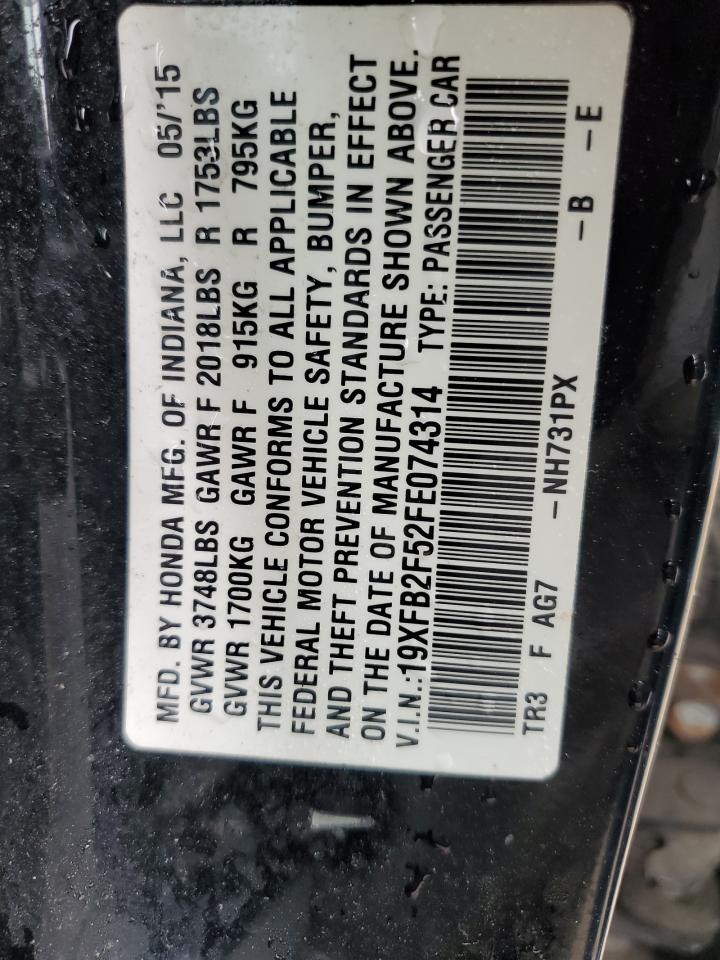 MFD. BY HONDA MFG. OF INDIANA, LLC 05/'15
GVWR 3748LBS GAWR F 2018LBS R 1753LBS
GVWR 1700KG GAWR F 915KG R 795KG
THIS VEHICLE CONFORMS TO ALL APPLICABLE
FEDERAL MOTOR VEHICLE SAFETY, BUMPER,
AND THEFT PREVENTION STANDARDS IN EFFECT
ON THE DATE OF MANUFACTURE SHOWN ABOVE.
V.I.N.:19XFB2F52FE074314 TYPE: PASSENGER CAR
TR3 F AG7 –NH731PX –B –E